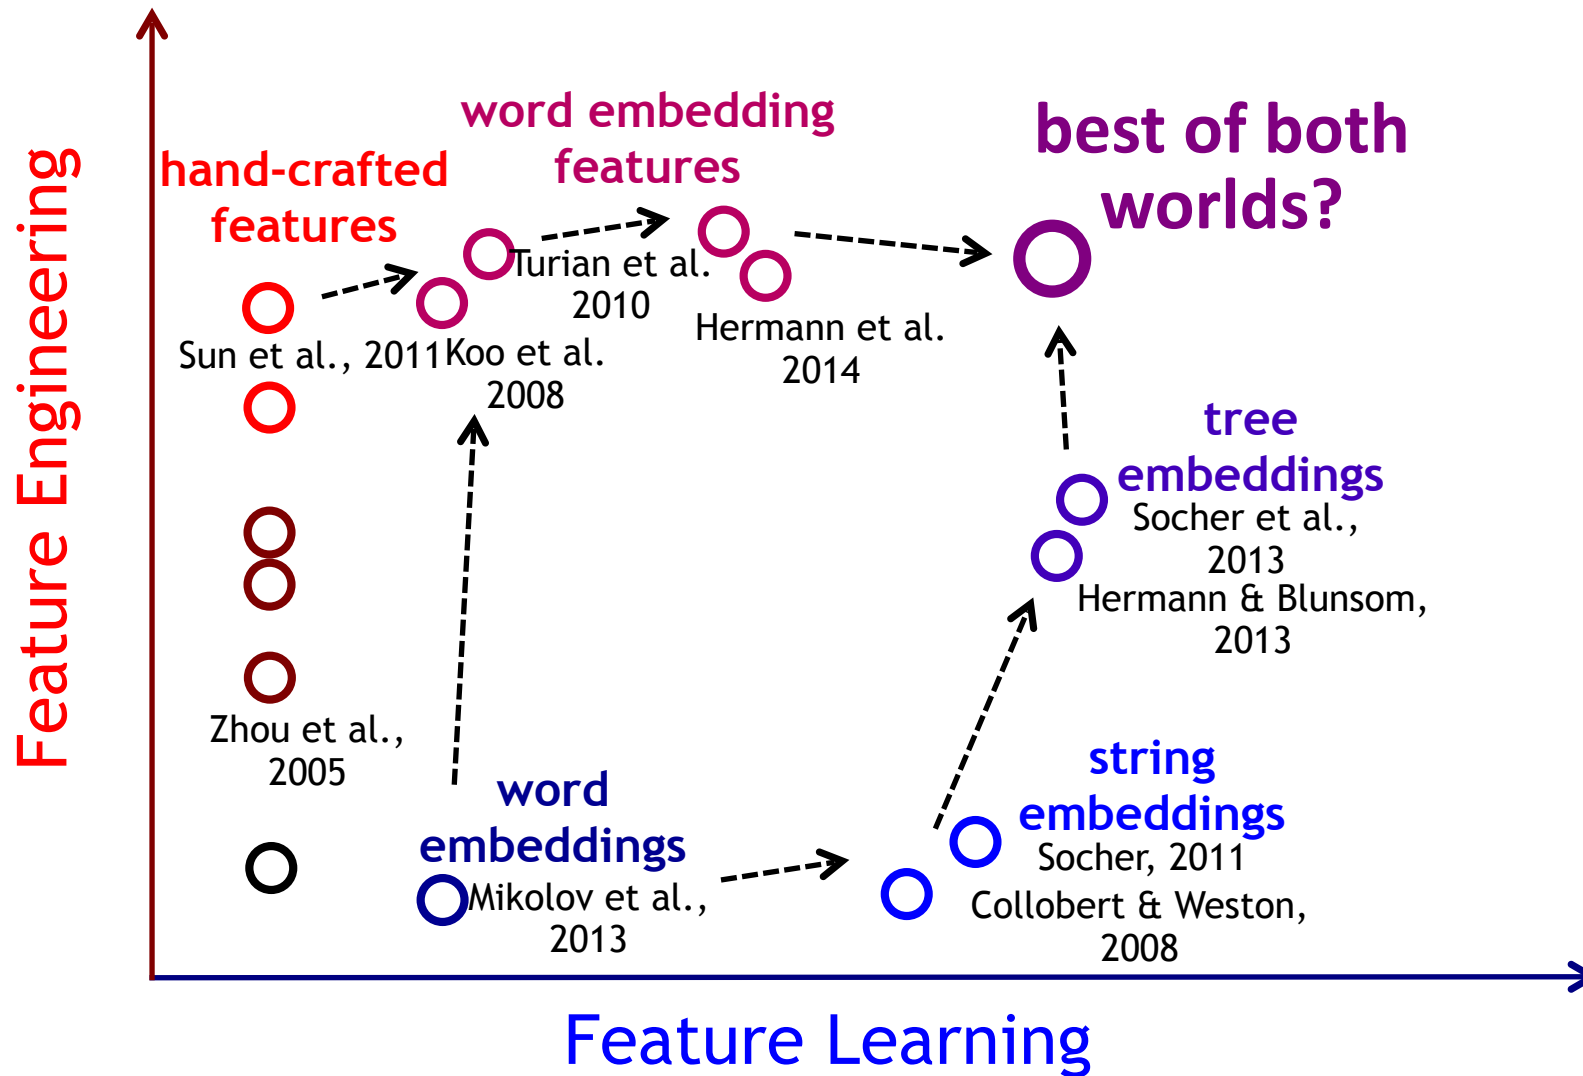 Feature Engineering
hand-crafted
features
word embedding
features
best of both
worlds?
Turian et al.
2010
Sun et al., 2011
Koo et al.
2008
Hermann et al.
2014
tree
embeddings
Socher et al.,
2013
Hermann & Blunsom,
2013
Zhou et al.,
2005
word
embeddings
Mikolov et al.,
2013
string
embeddings
Socher, 2011
Collobert & Weston,
2008
Feature Learning